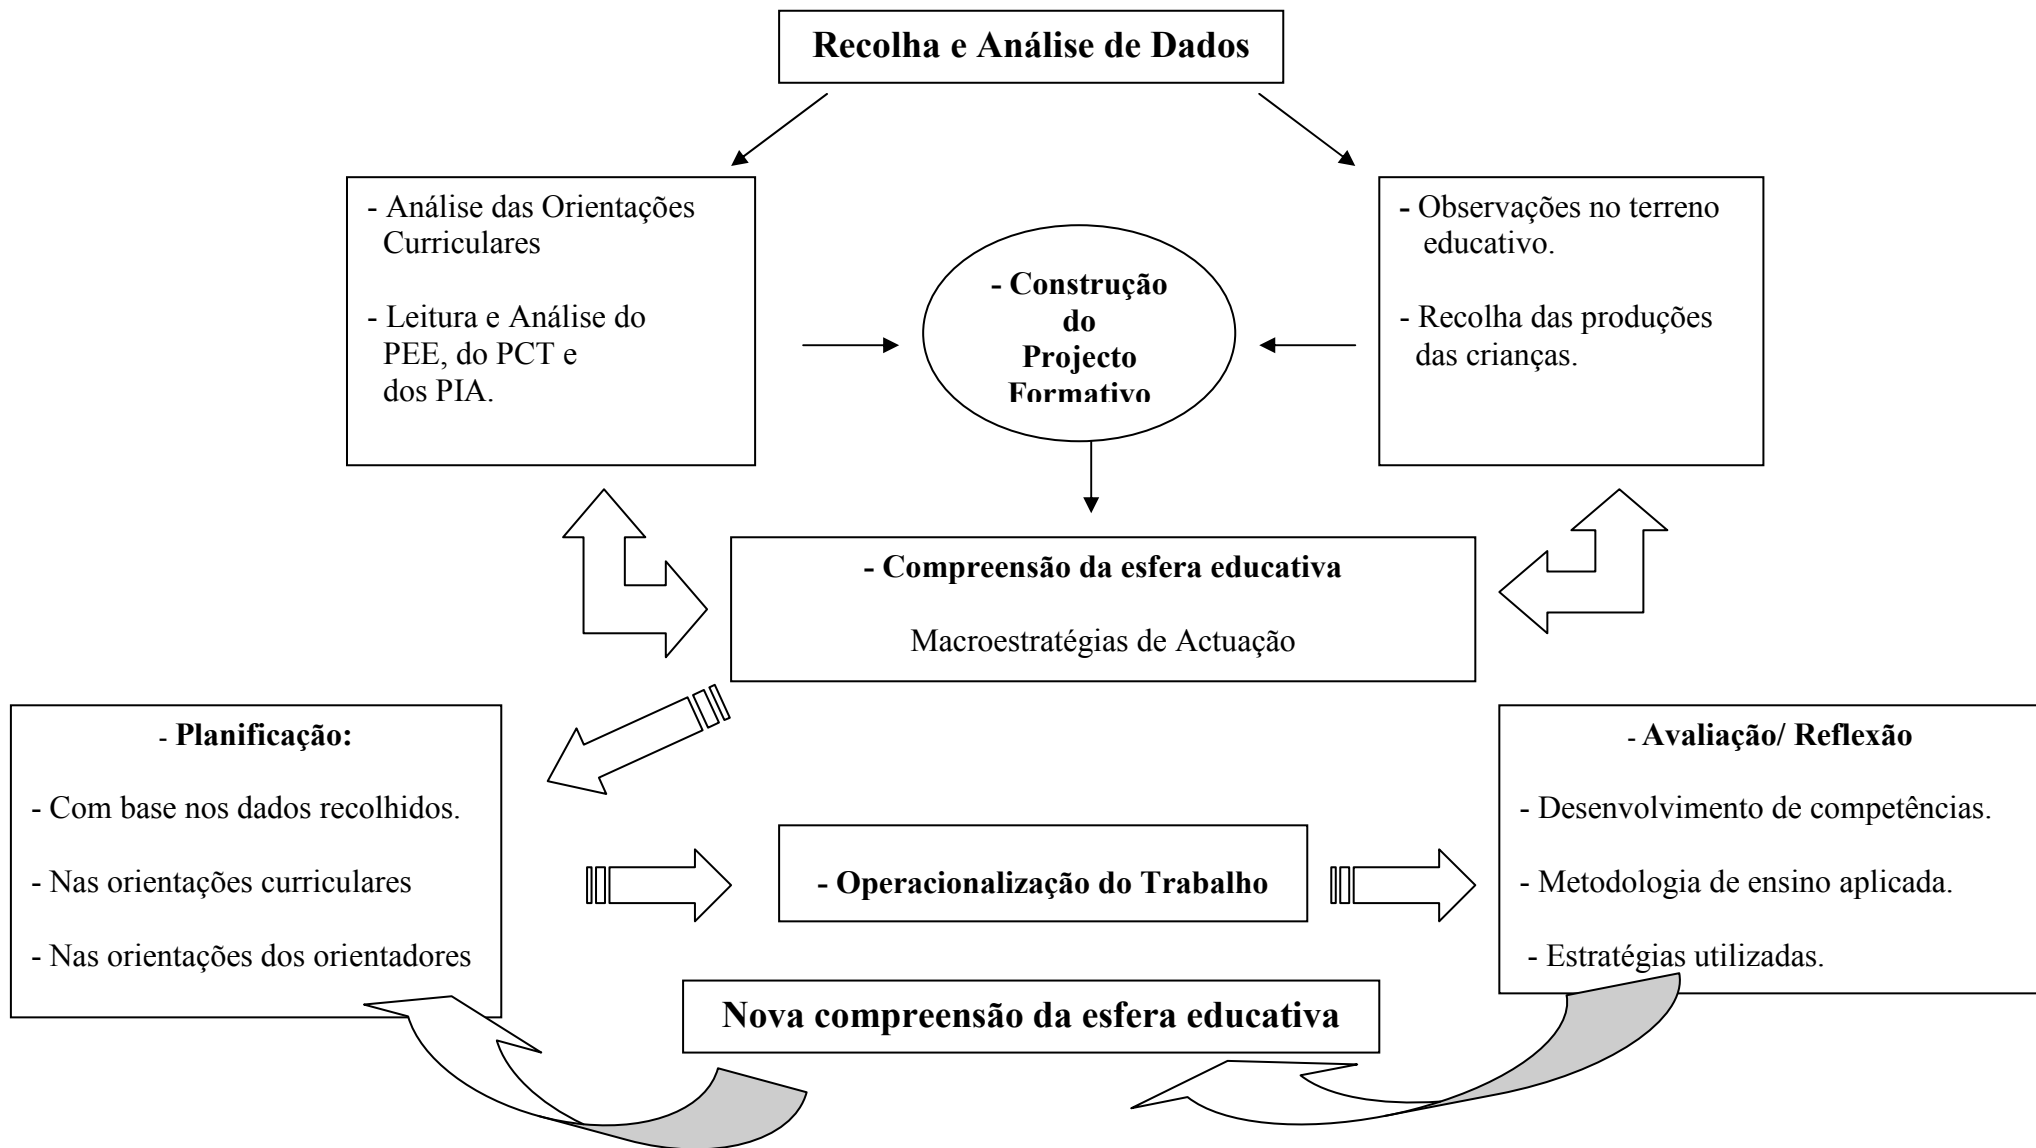 Recolha e Análise de Dados
- Análise das Orientações
Curriculares
- Leitura e Análise do
PEE, do PCT e
dos PIA.
- Construção
do
Projecto
Formativo
- Observações no terreno
educativo.
- Recolha das produções
das crianças.
- Compreensão da esfera educativa
Macroestratégias de Actuação
- Planificação:
- Com base nos dados recolhidos.
- Nas orientações curriculares
- Nas orientações dos orientadores
- Operacionalização do Trabalho
- Avaliação/ Reflexão
- Desenvolvimento de competências.
- Metodologia de ensino aplicada.
- Estratégias utilizadas.
Nova compreensão da esfera educativa